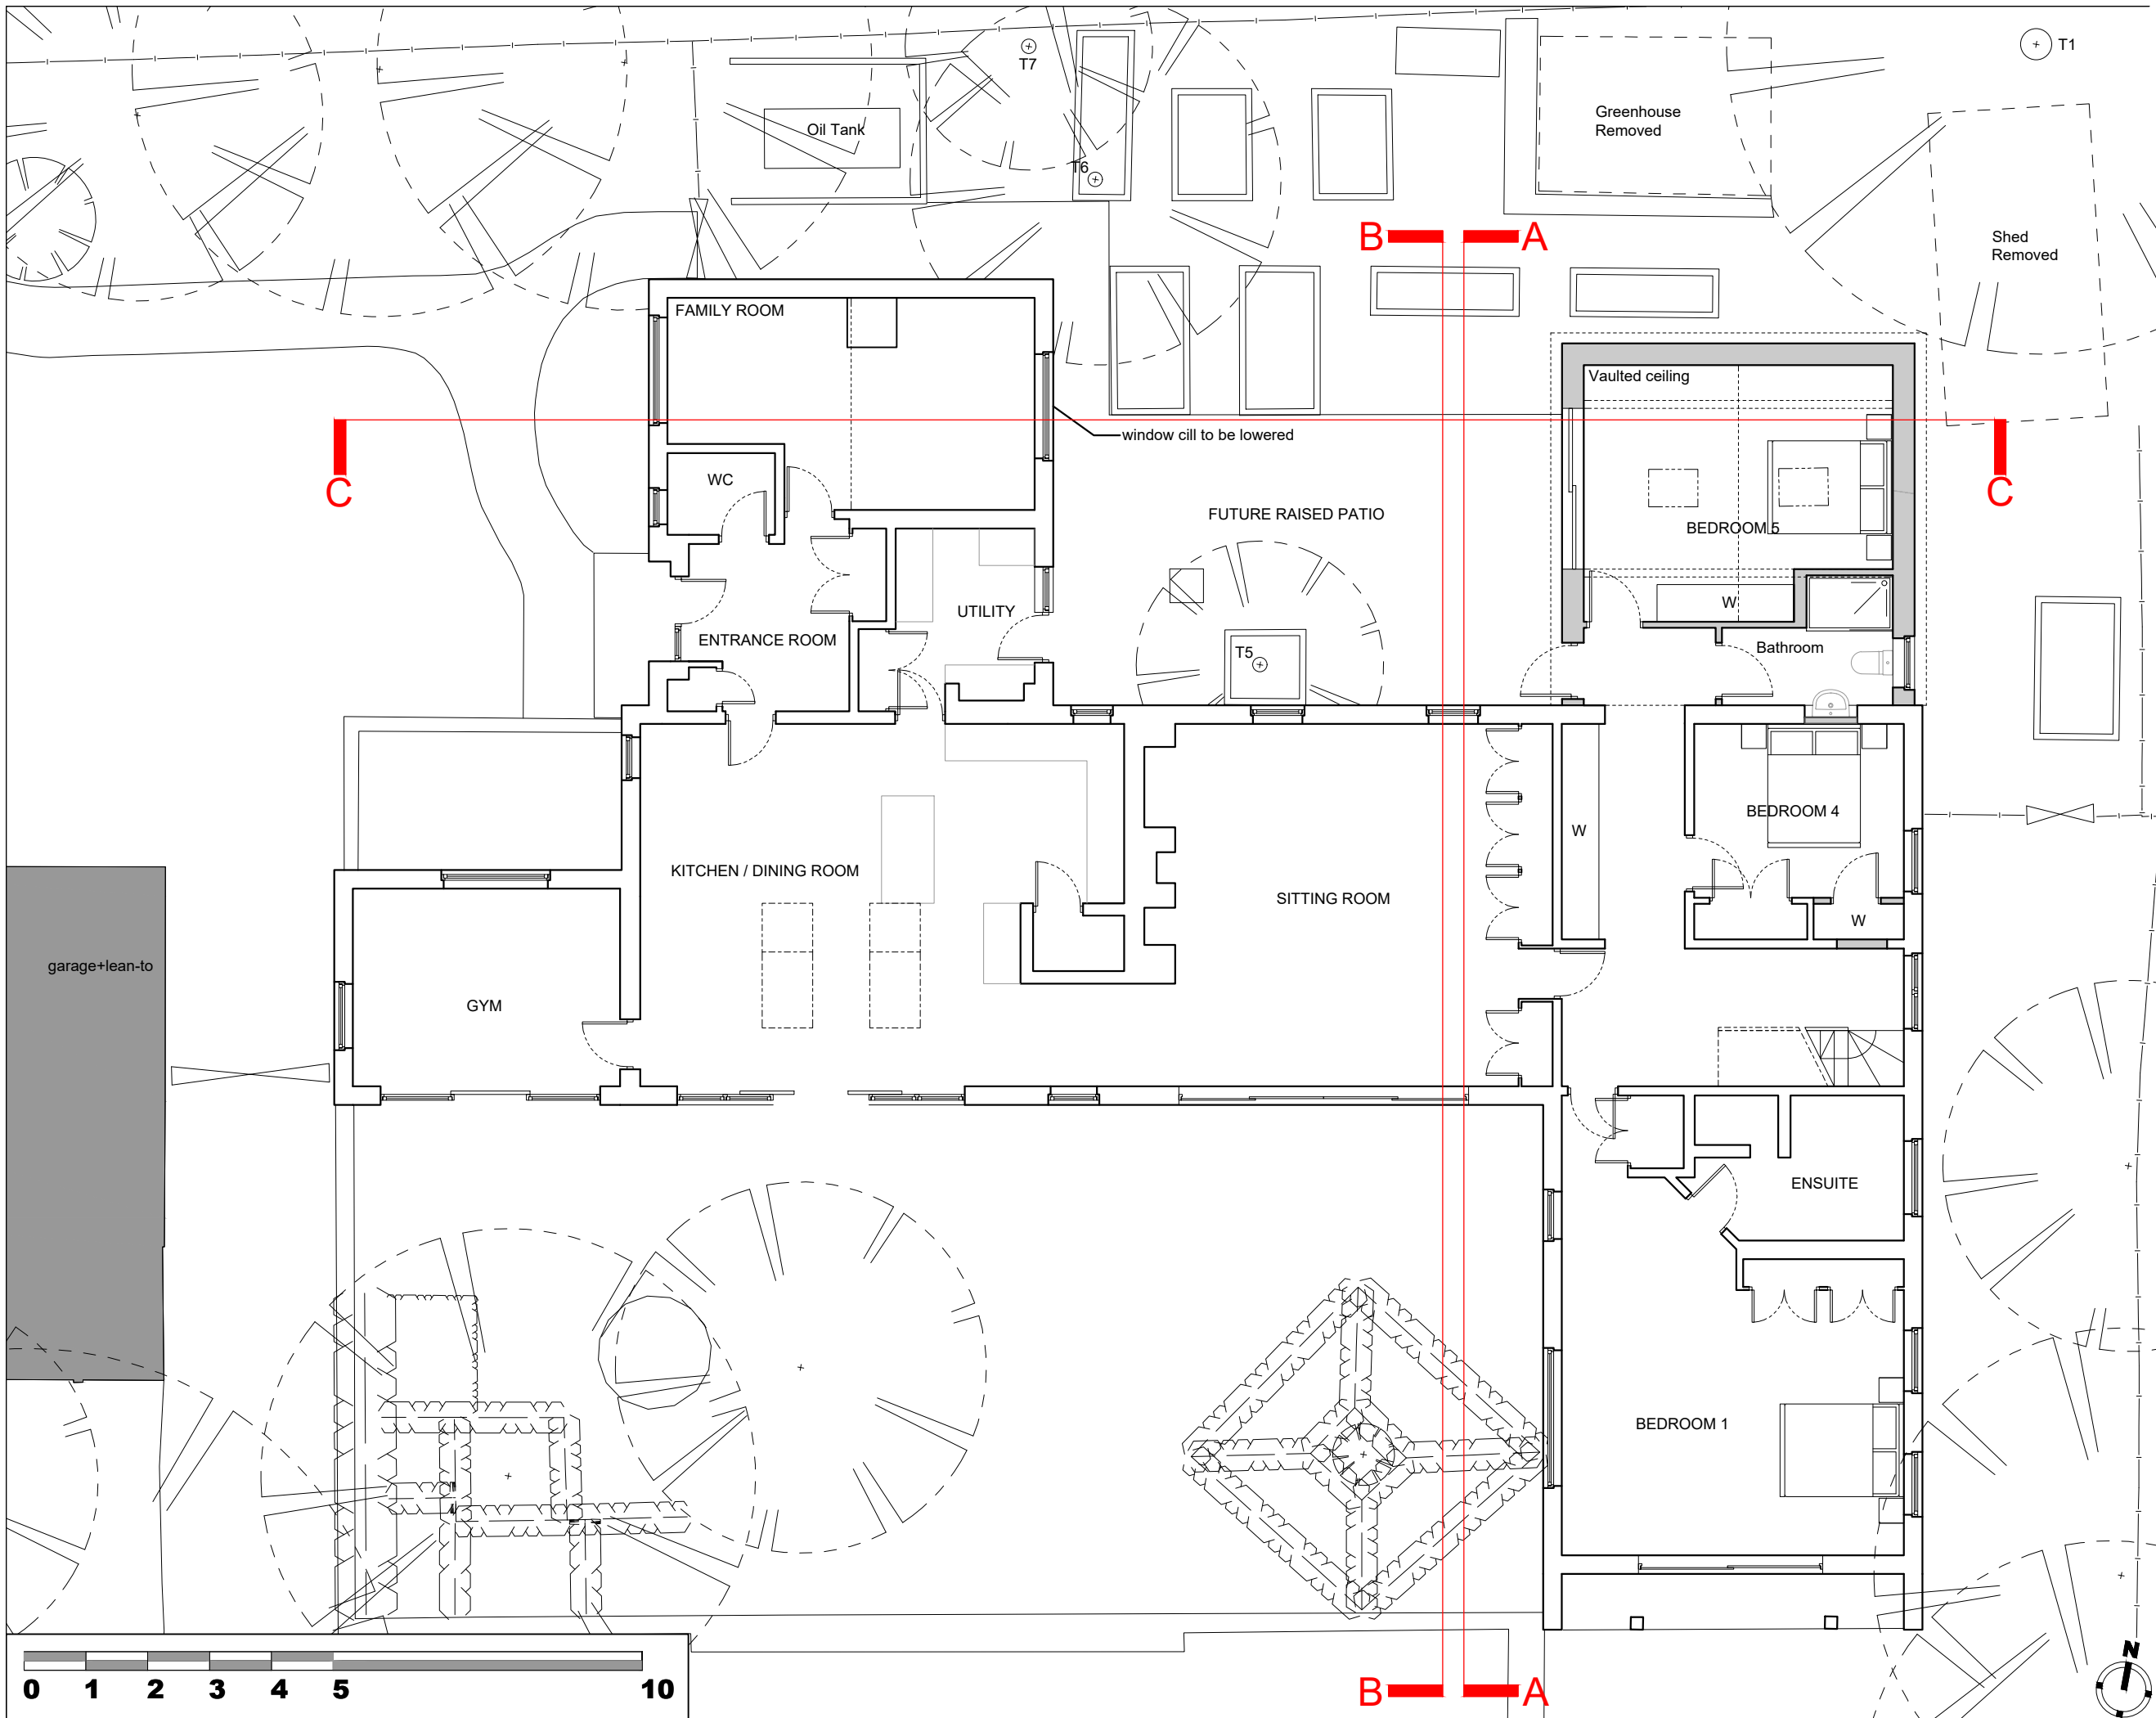 T7
T1
Oil Tank
Greenhouse
Removed
T6
B
A
Shed
Removed
FAMILY ROOM
Vaulted ceiling
window cill to be lowered
WC
C
C
FUTURE RAISED PATIO
BEDROOM 5
UTILITY
W
ENTRANCE ROOM
T5
Bathroom
BEDROOM 4
W
KITCHEN / DINING ROOM
SITTING ROOM
W
garage+lean-to
GYM
ENSUITE
BEDROOM 1
N
0 1 2 3 4 5 10
B
A